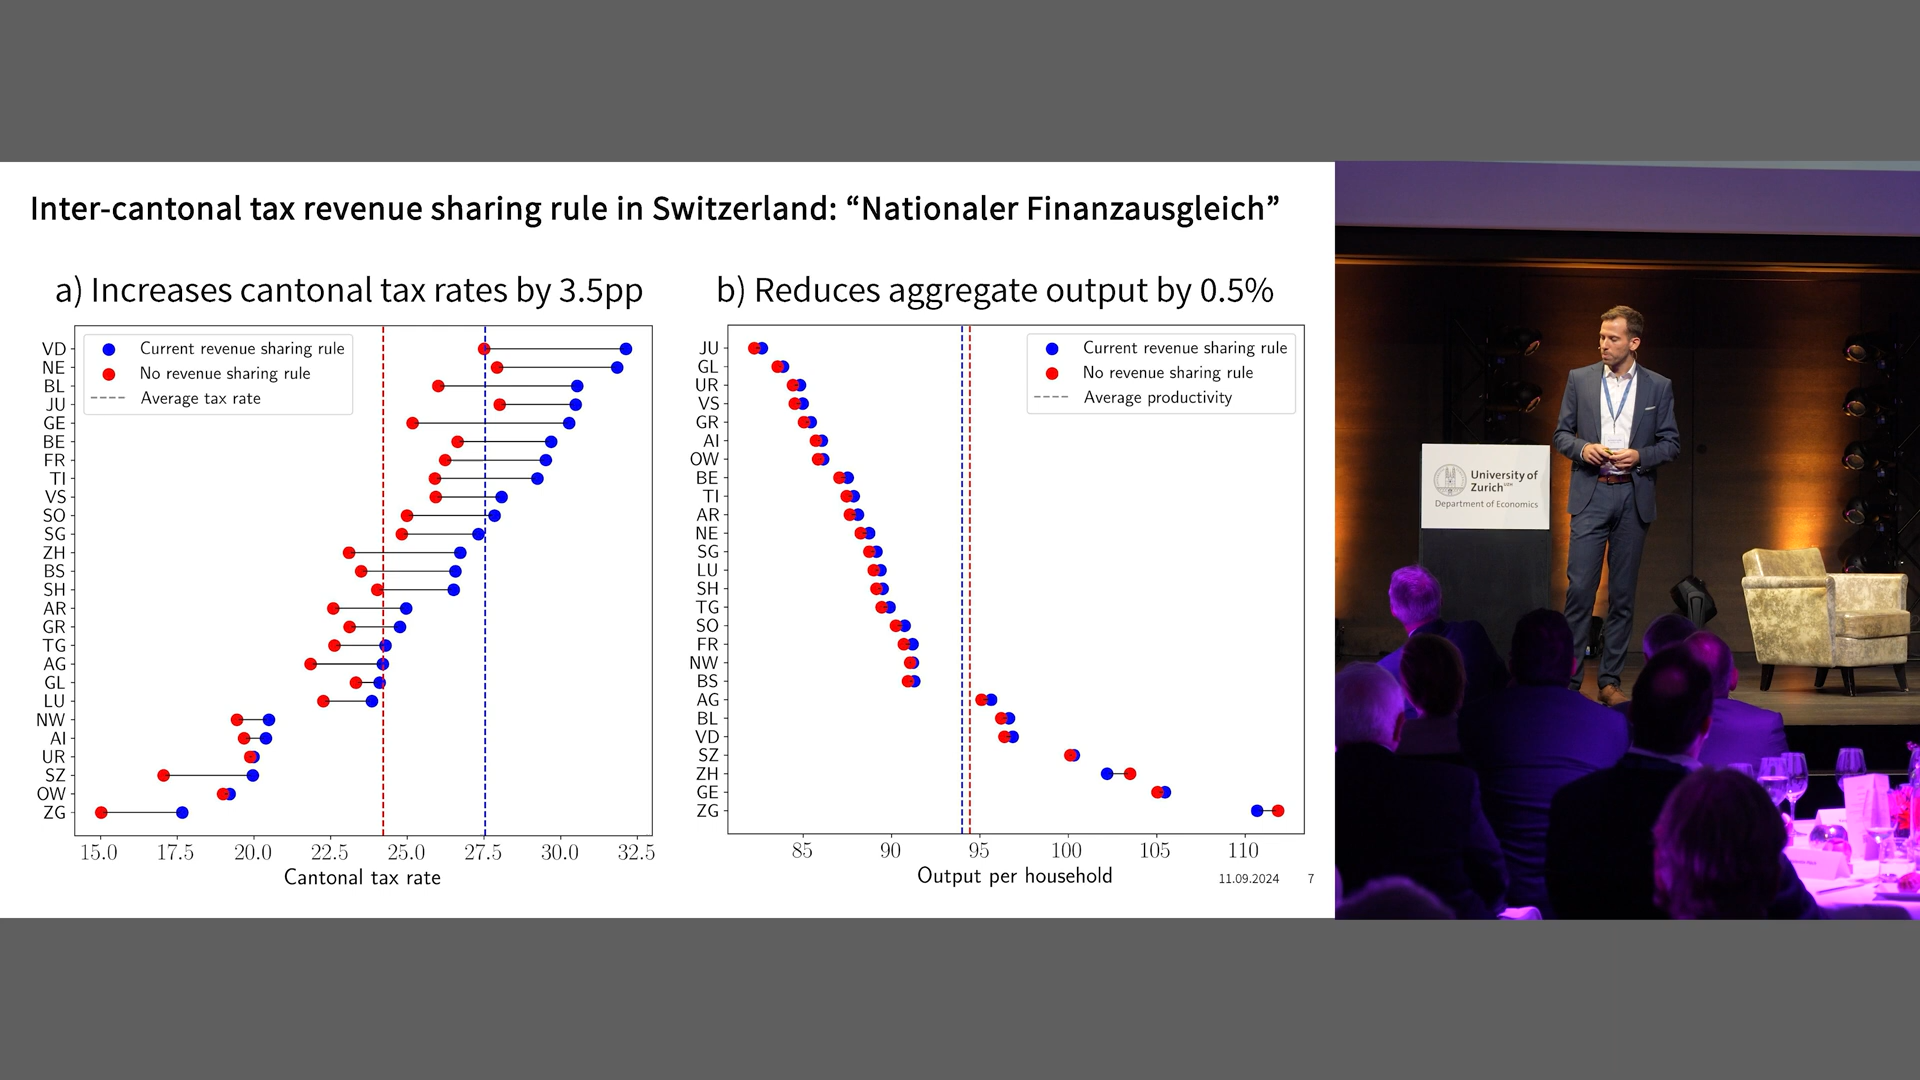 Inter-cantonal tax revenue sharing rule in Switzerland: “Nationaler Finanzausgleich”
a) Increases cantonal tax rates by 3.5pp
Current revenue sharing rule
No revenue sharing rule
Average tax rate
VD
NE
BL
JU
GE
BE
FR
TI
VS
SO
SG
ZH
BS
SH
AR
GR
TG
AG
GL
LU
NW
AI
UR
SZ
OW
ZG
15.0 17.5 20.0 22.5 25.0 27.5 30.0 32.5
Cantonal tax rate
b) Reduces aggregate output by 0.5%
Current revenue sharing rule
No revenue sharing rule
Average productivity
JU
GL
UR
VS
GR
AI
OW
BE
TI
AR
NE
SG
LU
SH
TG
SO
FR
NW
BS
AG
BL
VD
SZ
ZH
GE
ZG
85 90 95 100 105 110
Output per household
11.09.2024 7
University of
Zurich
Department of Economics